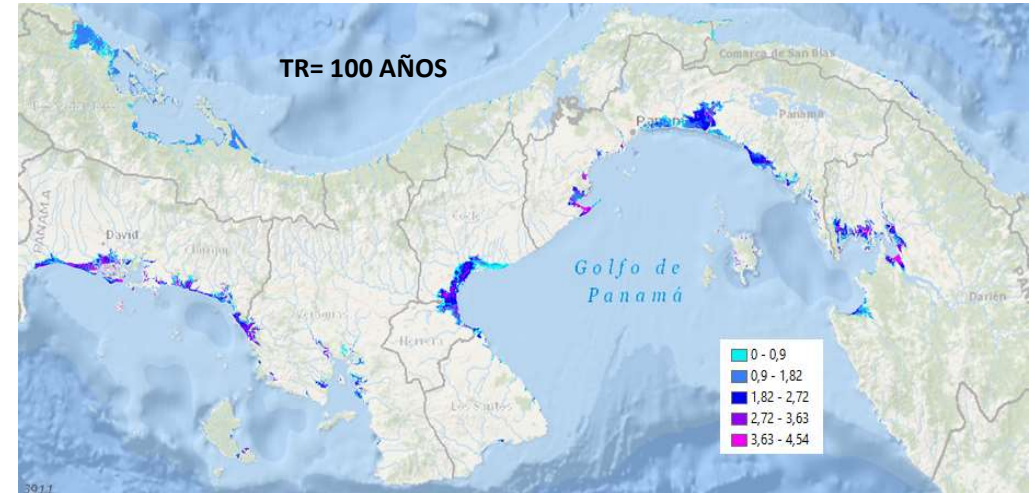 TR= 100 AÑOS
Comarca de San Blas
Panamá
Panamá
PANAMA
David
Chiriquí
Coclé
Golfo de
Panamá
Veraguas
Herrera
Los Santos
Darién
0 - 0,9
0,9 - 1,82
1,82 - 2,72
2,72 - 3,63
3,63 - 4,54
3911